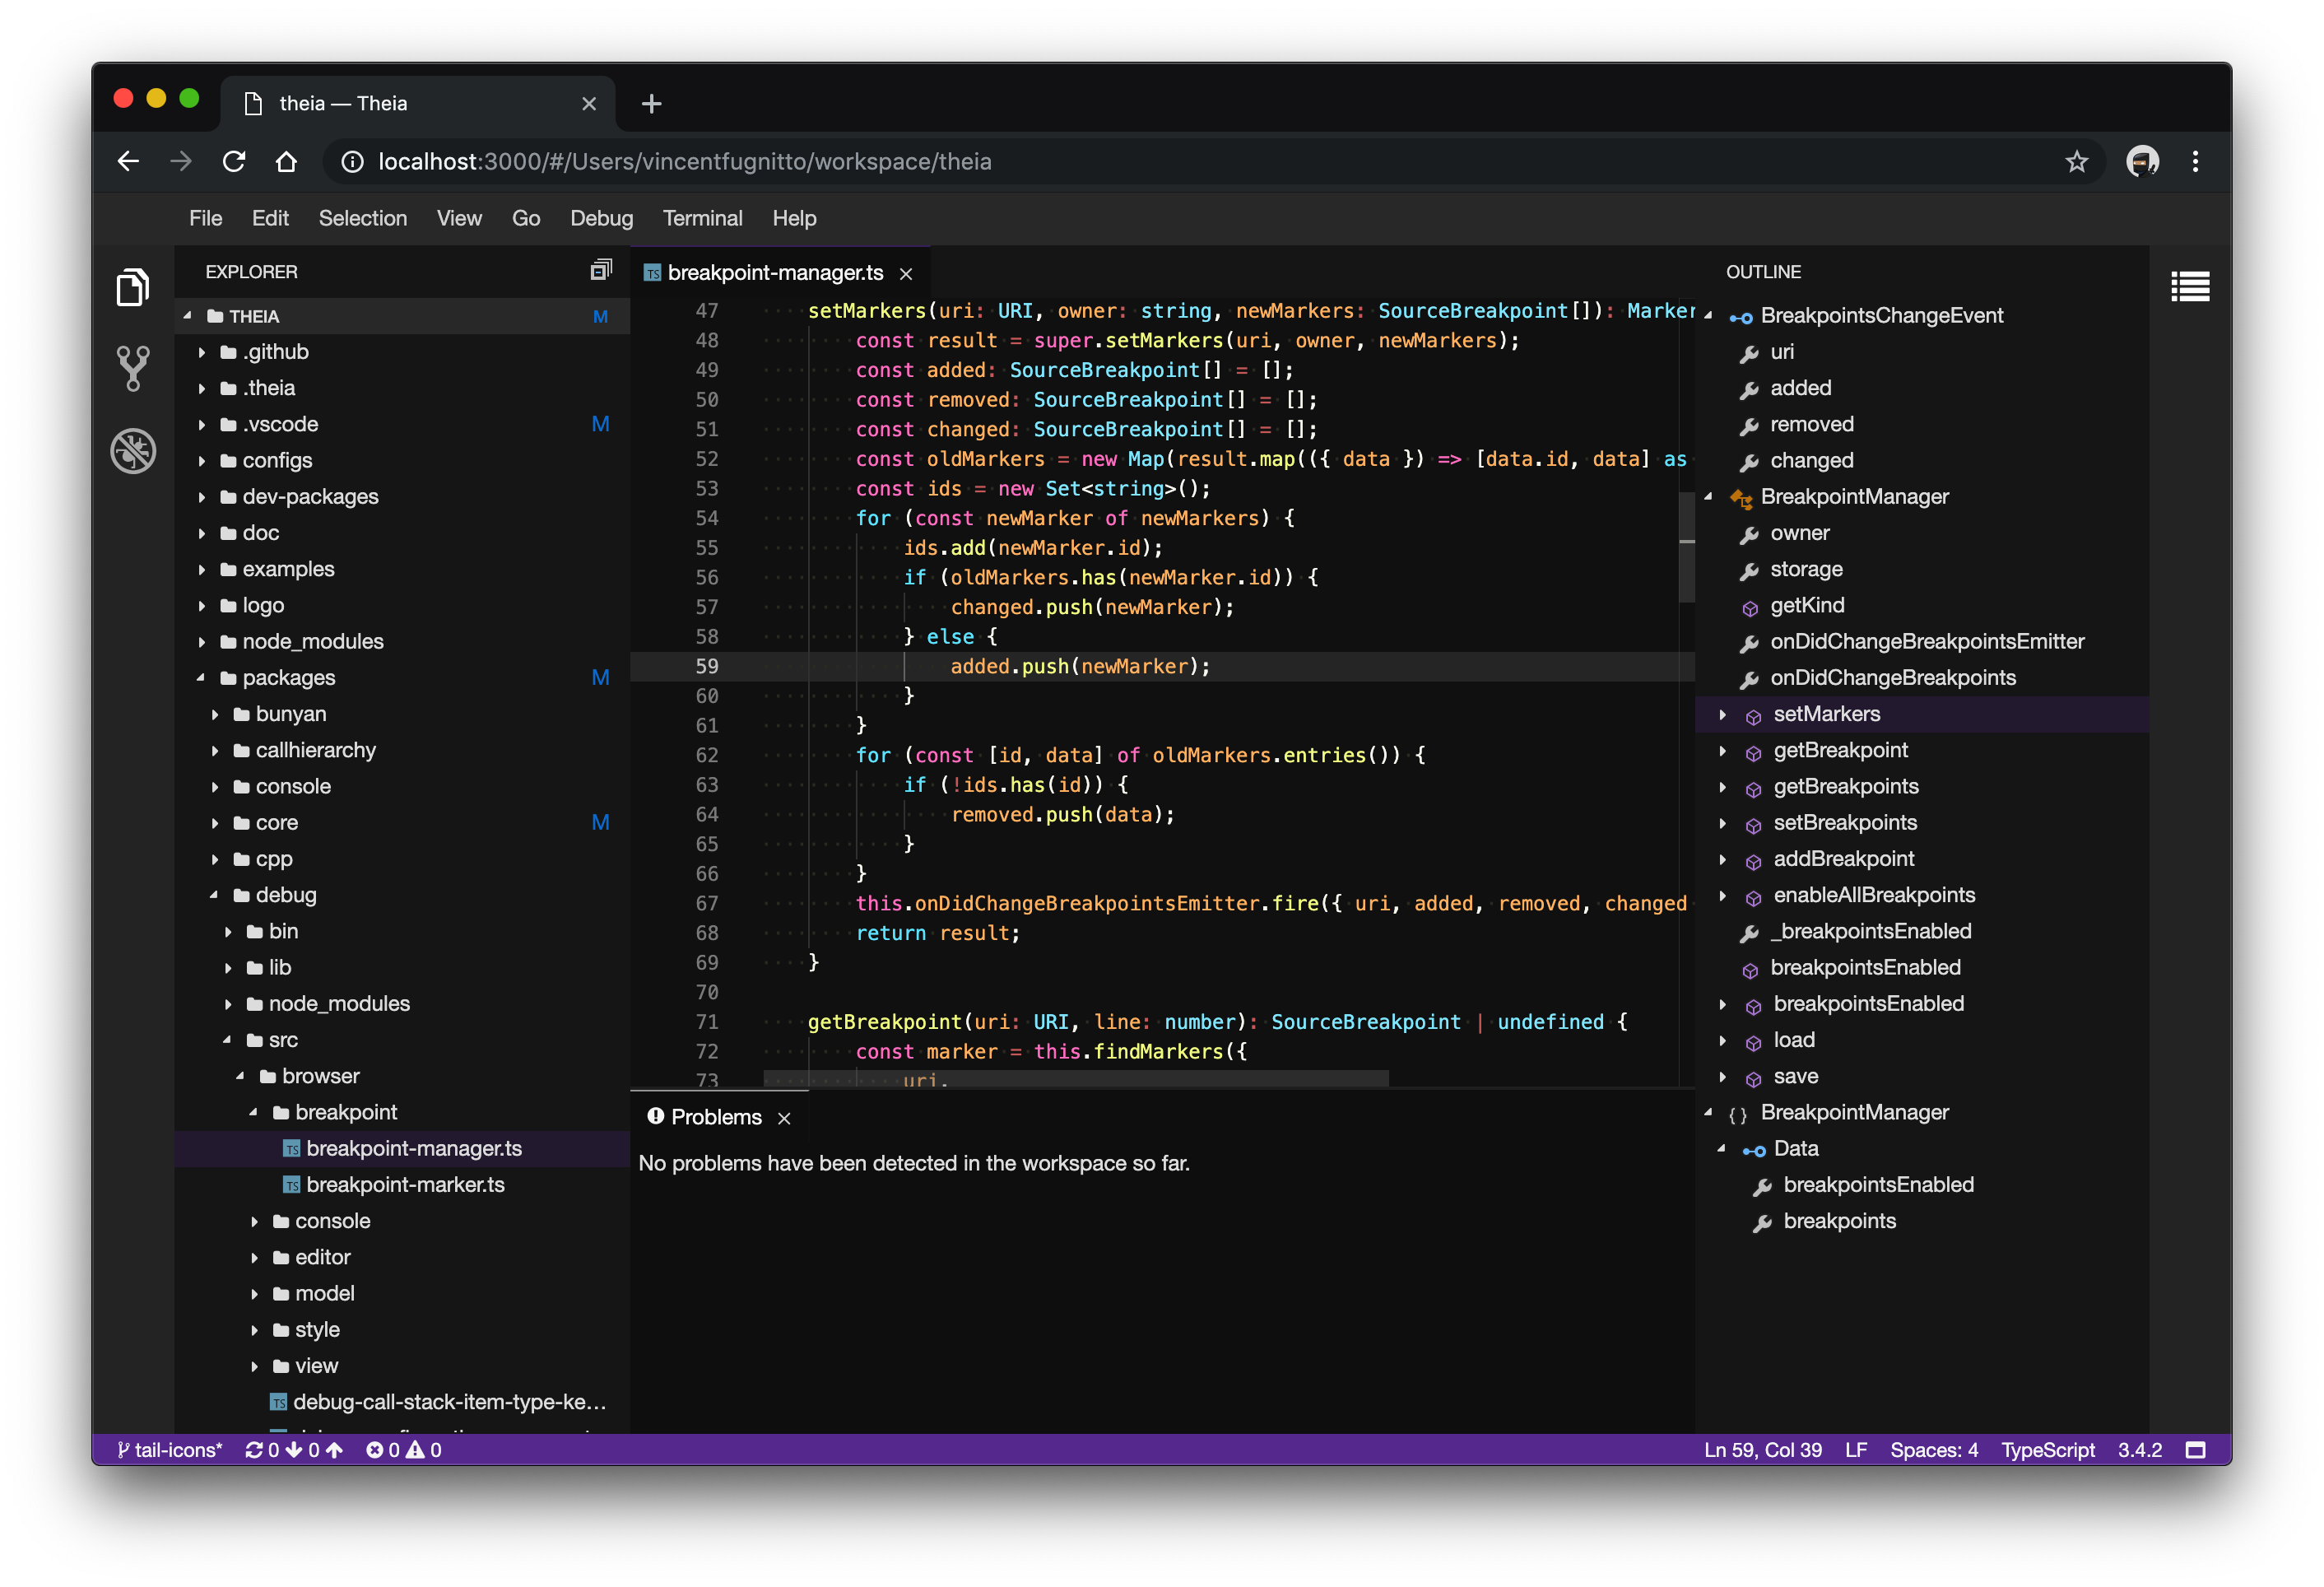 theia — Theia
localhost:3000/#/Users/vincentfugnitto/workspace/theia
File Edit Selection View Go Debug Terminal Help
EXPLORER
THEIA M
.github
.theia
.vscode M
configs
dev-packages
doc
examples
logo
node_modules
packages M
bunyan
callhierarchy
console
core M
cpp
debug
bin
lib
node_modules
src
browser
breakpoint
TS breakpoint-manager.ts
TS breakpoint-marker.ts
console
editor
model
style
view
TS debug-call-stack-item-type-ke...
TS breakpoint-manager.ts
47 setMarkers(uri: URI, owner: string, newMarkers: SourceBreakpoint[]): Marker
48 const result = super.setMarkers(uri, owner, newMarkers);
49 const added: SourceBreakpoint[] = [];
50 const removed: SourceBreakpoint[] = [];
51 const changed: SourceBreakpoint[] = [];
52 const oldMarkers = new Map(result.map(({ data }) => [data.id, data] as
53 const ids = new Set<string>();
54 for (const newMarker of newMarkers) {
55 ids.add(newMarker.id);
56 if (oldMarkers.has(newMarker.id)) {
57 changed.push(newMarker);
58 } else {
59 added.push(newMarker);
60 }
61 }
62 for (const [id, data] of oldMarkers.entries()) {
63 if (!ids.has(id)) {
64 removed.push(data);
65 }
66 }
67 this.onDidChangeBreakpointsEmitter.fire({ uri, added, removed, changed
68 return result;
69 }
70
71 getBreakpoint(uri: URI, line: number): SourceBreakpoint | undefined {
72 const marker = this.findMarkers({
73 uri,
Problems
No problems have been detected in the workspace so far.
OUTLINE
BreakpointsChangeEvent
uri
added
removed
changed
BreakpointManager
owner
storage
getKind
onDidChangeBreakpointsEmitter
onDidChangeBreakpoints
setMarkers
getBreakpoint
getBreakpoints
setBreakpoints
addBreakpoint
enableAllBreakpoints
_breakpointsEnabled
breakpointsEnabled
breakpointsEnabled
load
save
{} BreakpointManager
Data
breakpointsEnabled
breakpoints
tail-icons* 0 0 0 0 Ln 59, Col 39 LF Spaces: 4 TypeScript 3.4.2